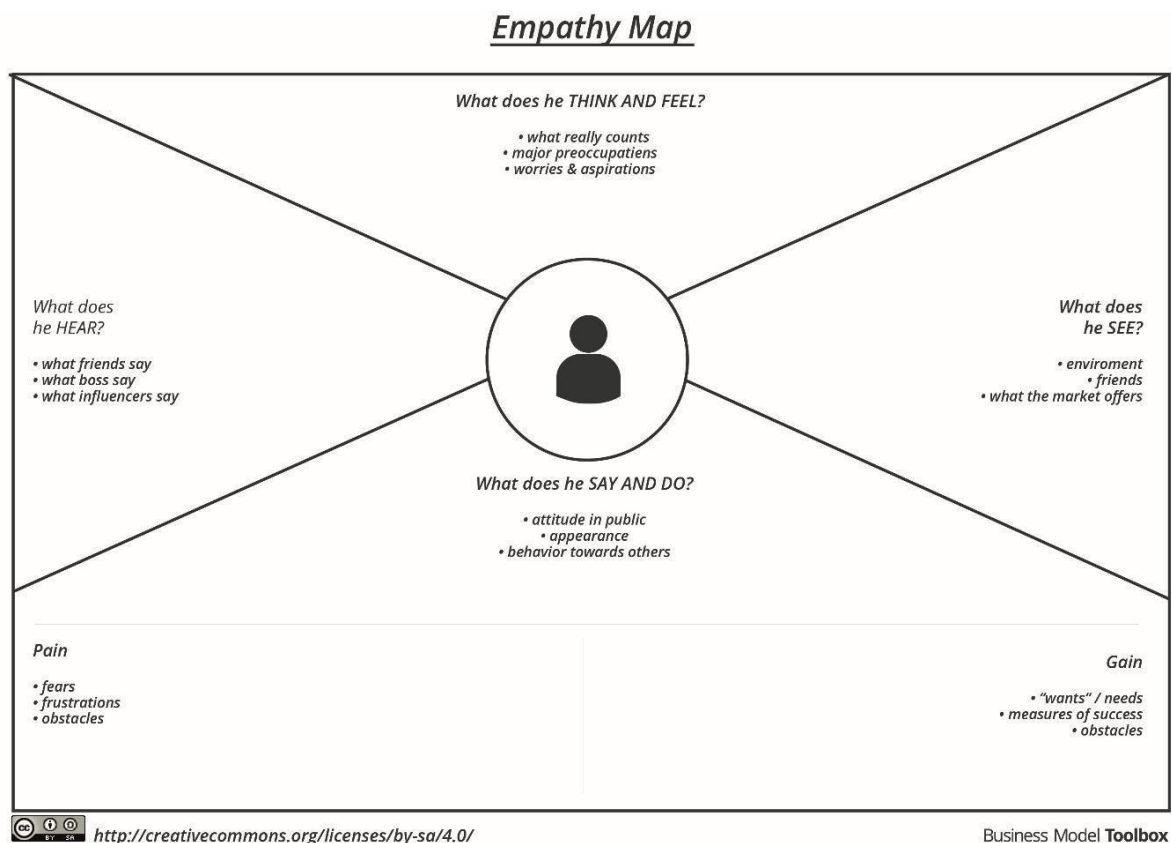 Empathy Map
What does he THINK AND FEEL?
• what really counts
• major preoccupatiens
• worries & aspirations
What does
he HEAR?
• what friends say
• what boss say
• what influencers say
What does
he SEE?
• enviroment
• friends
• what the market offers
What does he SAY AND DO?
• attitude in public
• appearance
• behavior towards others
Pain
• fears
• frustrations
• obstacles
Gain
• “wants” / needs
• measures of success
• obstacles
cc BY SA http://creativecommons.org/licenses/by-sa/4.0/
Business Model Toolbox